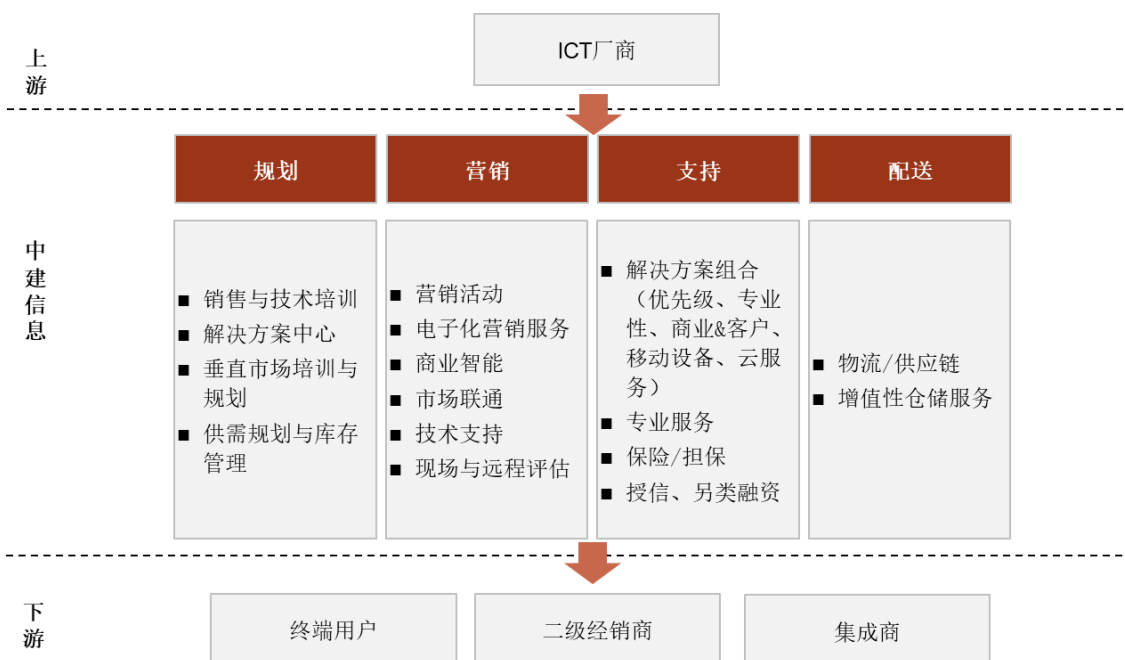 上
游
ICT厂商
规划
营销
支持
配送
中
建
信
息
■ 销售与技术培训
■ 解决方案中心
■ 垂直市场培训与
规划
■ 供需规划与库存
管理
■ 营销活动
■ 电子化营销服务
■ 商业智能
■ 市场联通
■ 技术支持
■ 现场与远程评估
■ 解决方案组合
（优先级、专业
性、商业&客户、
移动设备、云服
务）
■ 专业服务
■ 保险/担保
■ 授信、另类融资
■ 物流/供应链
■ 增值性仓储服务
下
游
终端用户
二级经销商
集成商